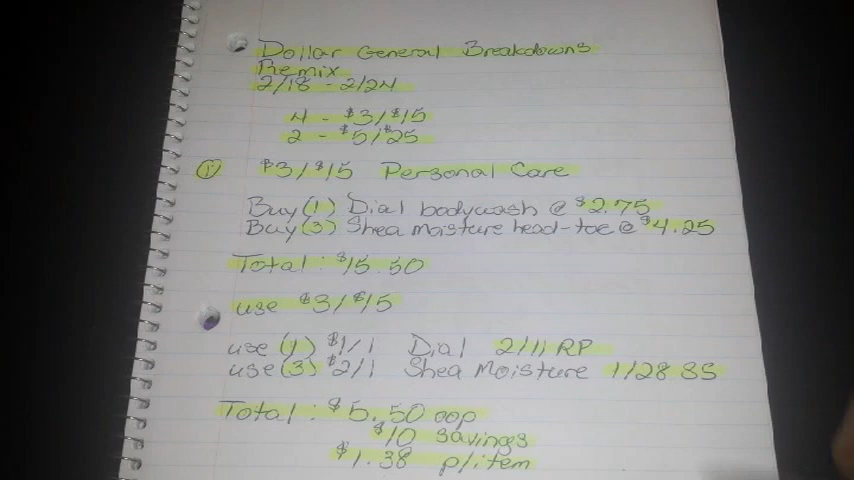 Dollar General Breakdowns
Remix
2/18 - 2/24
4 - $3/$15
2 - $5/$25
1 $3/$15 Personal Care
Buy (1) Dial bodywash @ $2.75
Buy (3) Shea Moisture head-toe @ $4.25
Total: $15.50
use $3/$15
use (1) $1/1 Dial 2/11 RP
use (3) $2/1 Shea Moisture 1/28 SS
Total: $5.50 oop
$10 savings
$1.38 p/item